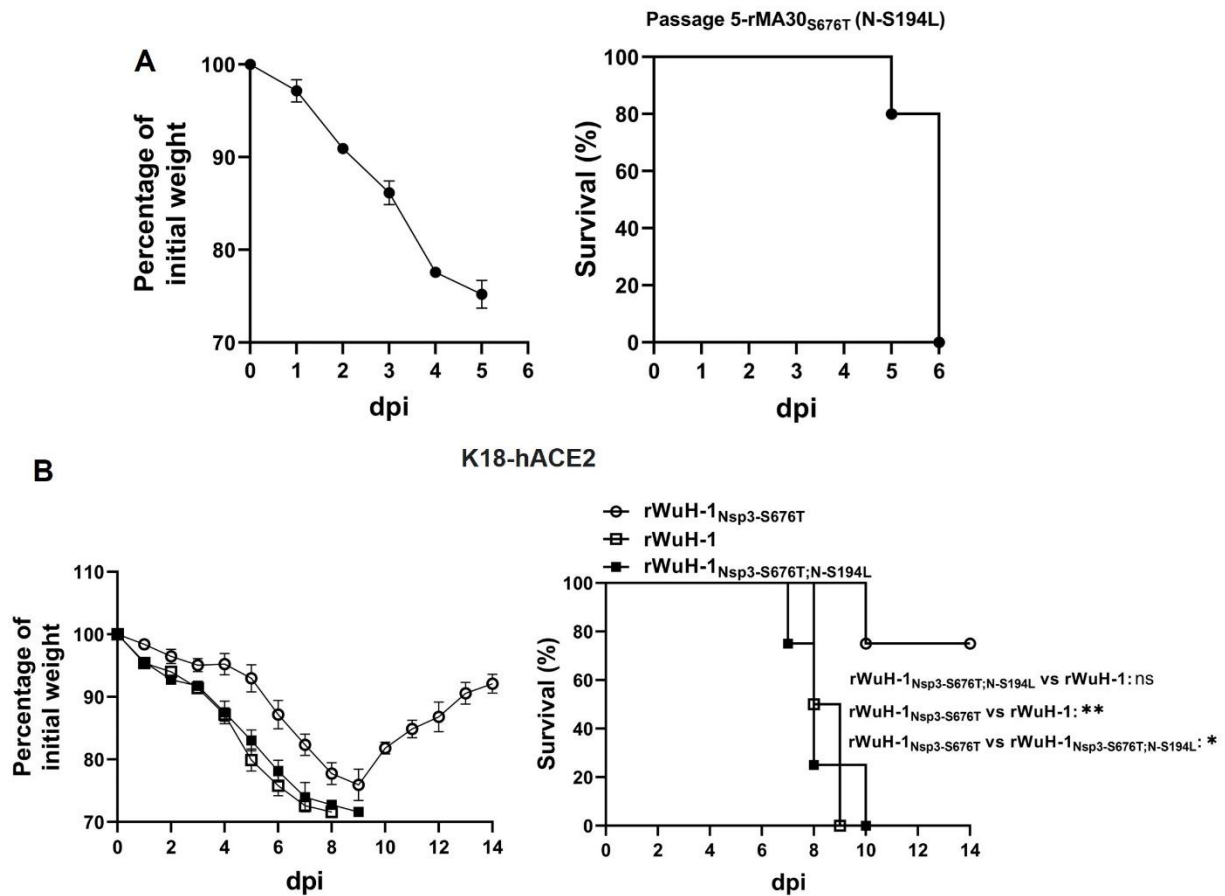 Passage 5-rMA30S676T (N-S194L)
A
100
90
80
70
Percentage of
initial weight
0 1 2 3 4 5 6
dpi
100
80
60
40
20
0
Survival (%)
0 1 2 3 4 5 6
dpi
B
K18-hACE2
rWuH-1Nsp3-S676T
rWuH-1
rWuH-1Nsp3-S676T;N-S194L
110
100
90
80
70
Percentage of
initial weight
0 2 4 6 8 10 12 14
dpi
100
80
60
40
20
0
Survival (%)
rWuH-1Nsp3-S676T;N-S194L vs rWuH-1: ns
rWuH-1Nsp3-S676T vs rWuH-1: **
rWuH-1Nsp3-S676T vs rWuH-1Nsp3-S676T;N-S194L: *
0 2 4 6 8 10 12 14
dpi